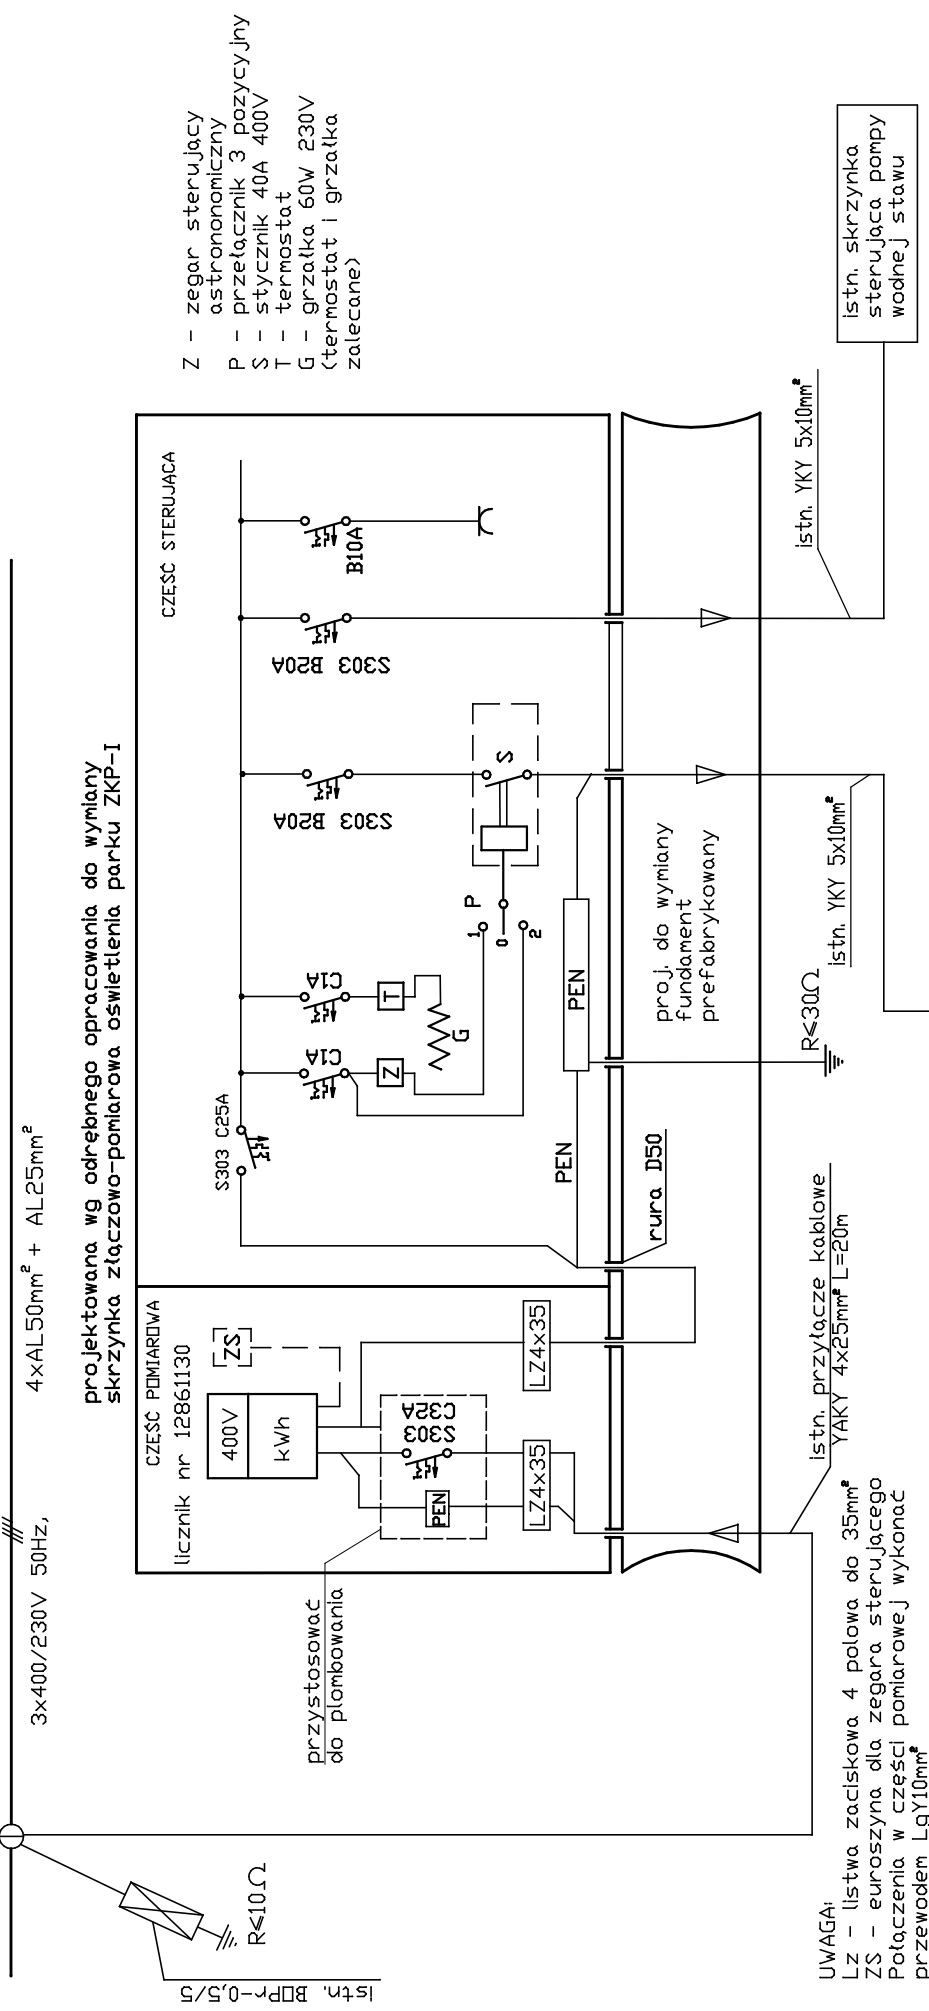 3x400/230V 50Hz,
4xAL50mm² + AL25mm²
projektowana wg odrębnego opracowania do wymiany
skrzynka złączowo-pomiarowa oświetlenia parku ZKP-I
Z - zegar sterujący
astrononomiczny
P - przełącznik 3 pozycyjny
S - stycznik 40A 400V
T - termostat
G - grzałka 60W 230V
(termostat i grzałka
zalecane)
istn. BOPr-0,5/5
R≤10Ω
CZĘŚĆ POMIAROWA
licznik nr 12861130
400V
kWh
ZS
S303
C32A
PEN
LZ4x35
LZ4x35
przystosować
do plombowania
CZĘŚĆ STERUJĄCA
S303 C25A
C1A
C1A
Z
T
G
P
1
0
2
S
S303 B20A
S303 B20A
B10A
PEN
PEN
rura D50
proj. do wymiany
fundament
prefabrykowany
R≤30Ω
istn. YKY 5x10mm²
istn. YKY 5x10mm²
istn. skrzynka
sterująca pompy
wodnej stawu
istn. przyłącze kablowe
YAKY 4x25mm² L=20m
UWAGA:
Lz - listwa zaciskowa 4 polowa do 35mm²
ZS - euroszyna dla zegara sterującego
Połączenia w części pomiarowej wykonać
przewodem LgY10mm²